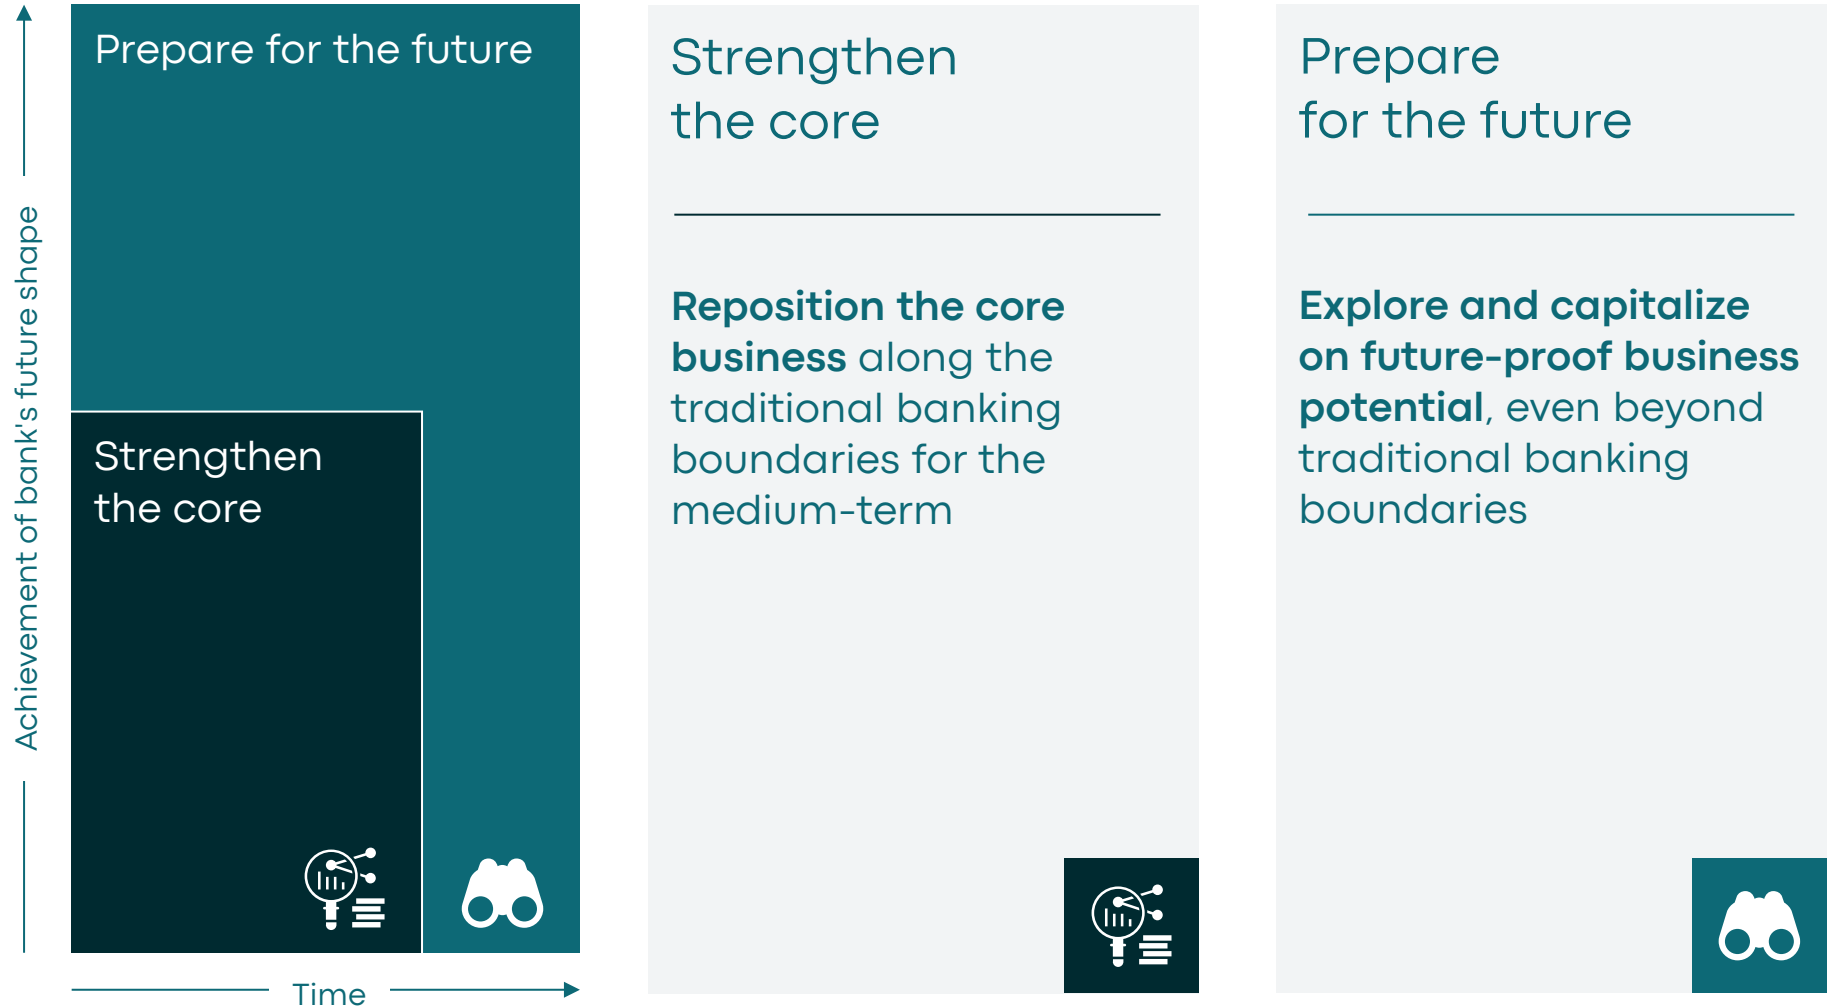 Achievement of bank's future shape
Prepare for the future
Strengthen
the core
Time
Strengthen
the core
Reposition the core
business along the
traditional banking
boundaries for the
medium-term
Prepare
for the future
Explore and capitalize
on future-proof business
potential, even beyond
traditional banking
boundaries